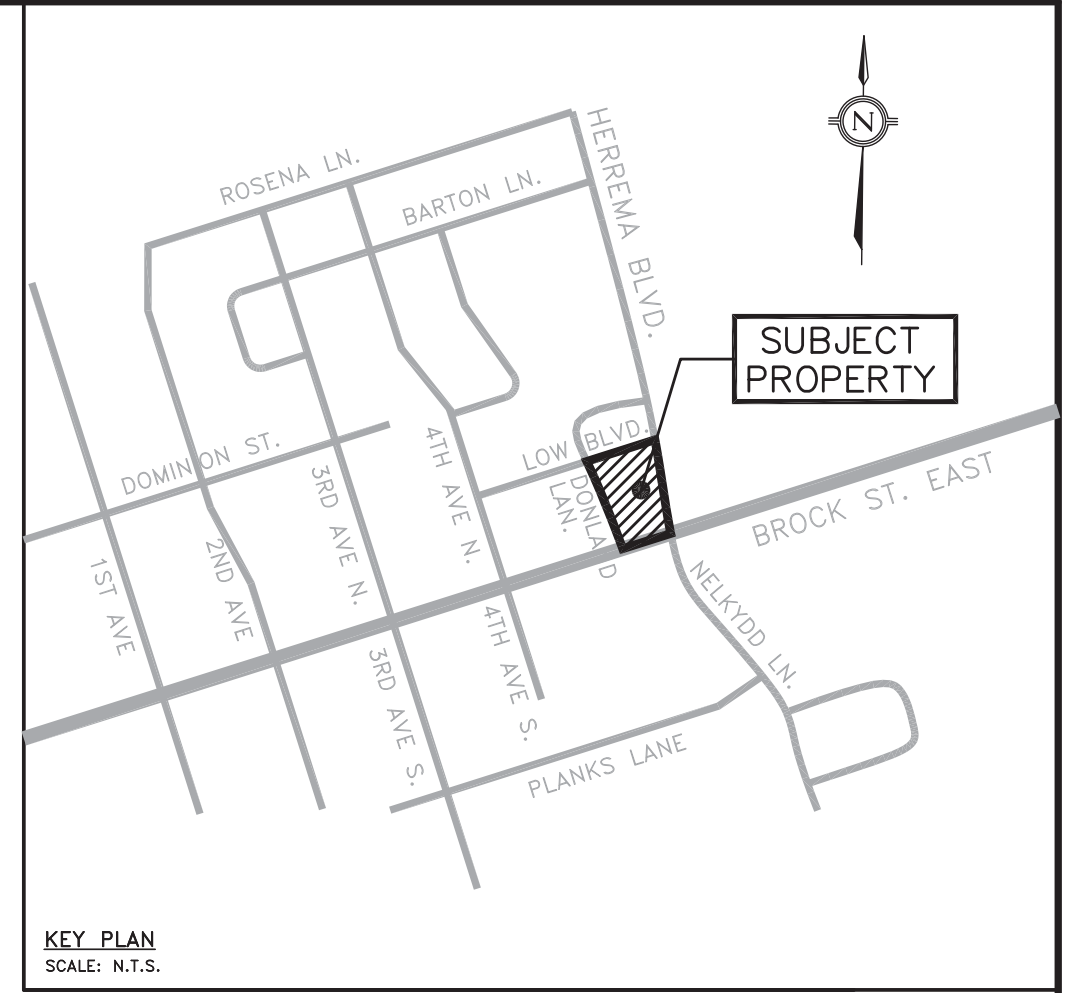 N
ROSENA LN.
BARTON LN.
HERREMA BLVD.
SUBJECT
PROPERTY
DOMINION ST.
LOW BLVD.
4TH AVE N.
3RD AVE N.
DONLAND
LAN.
BROCK ST. EAST
1ST AVE
2ND AVE
NELKYDD LN.
4TH AVE S.
3RD AVE S.
PLANKS LANE
KEY PLAN
SCALE: N.T.S.